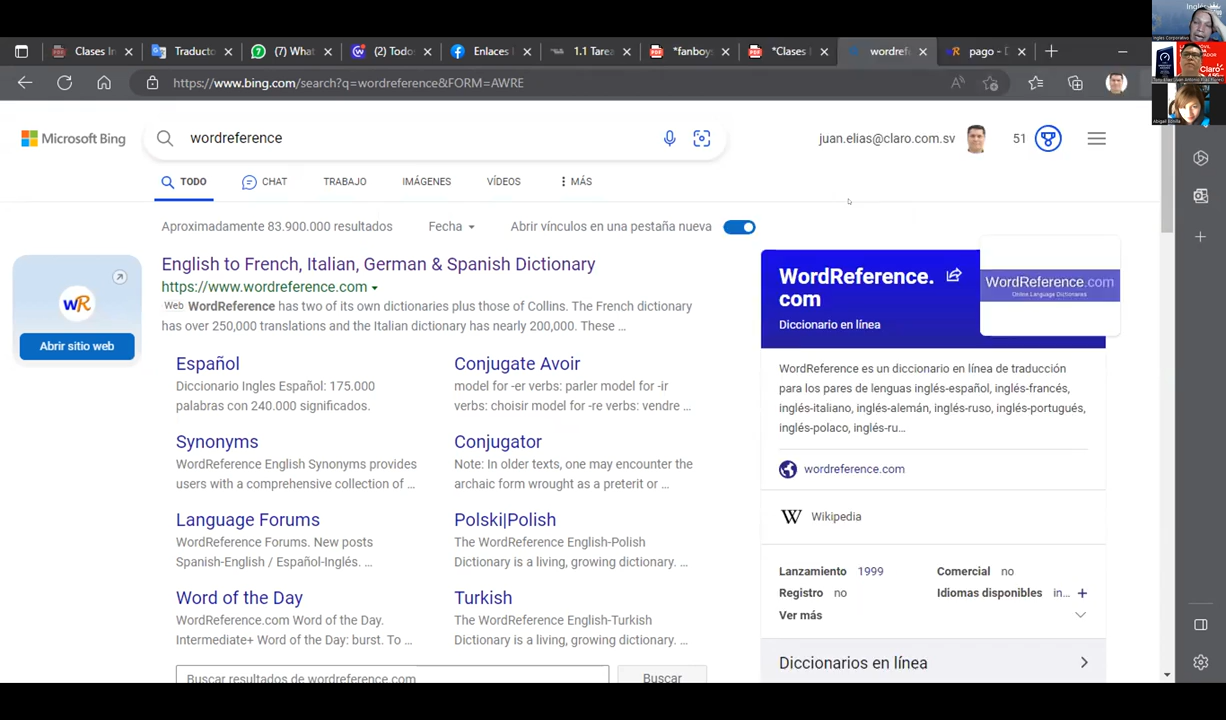 Clases In
Traducto
(7) What
(2) Todo
Enlaces
1.1 Tarea
*fanboys
*Clases
wordref
pago - D
https://www.bing.com/search?q=wordreference&FORM=AWRE
Microsoft Bing
wordreference
juan.elias@claro.com.sv
51
TODO
CHAT
TRABAJO
IMÁGENES
VÍDEOS
MÁS
Aproximadamente 83.900.000 resultados
Fecha
Abrir vínculos en una pestaña nueva
wR
Abrir sitio web
English to French, Italian, German & Spanish Dictionary
https://www.wordreference.com
Web WordReference has two of its own dictionaries plus those of Collins. The French dictionary
has over 250,000 translations and the Italian dictionary has nearly 200,000. These ...
Español
Diccionario Ingles Español: 175.000
palabras con 240.000 significados.
Conjugate Avoir
model for -er verbs: parler model for -ir
verbs: choisir model for -re verbs: vendre ...
Synonyms
WordReference English Synonyms provides
users with a comprehensive collection of ...
Conjugator
Note: In older texts, one may encounter the
archaic form wrought as a preterit or ...
Language Forums
WordReference Forums. New posts
Spanish-English / Español-Inglés. ...
Polski|Polish
The WordReference English-Polish
Dictionary is a living, growing dictionary. ...
Word of the Day
WordReference.com Word of the Day.
Intermediate+ Word of the Day: burst. To ...
Turkish
The WordReference English-Turkish
Dictionary is a living, growing dictionary. ...
Buscar resultados de wordreference.com
Buscar
WordReference.
com
Diccionario en línea
WordReference.com
Online Language Dictionaries
WordReference es un diccionario en línea de traducción
para los pares de lenguas inglés-español, inglés-francés,
inglés-italiano, inglés-alemán, inglés-ruso, inglés-portugués,
inglés-polaco, inglés-ru...
wordreference.com
Wikipedia
Lanzamiento 1999
Comercial no
Registro no
Idiomas disponibles in...
Ver más
Diccionarios en línea